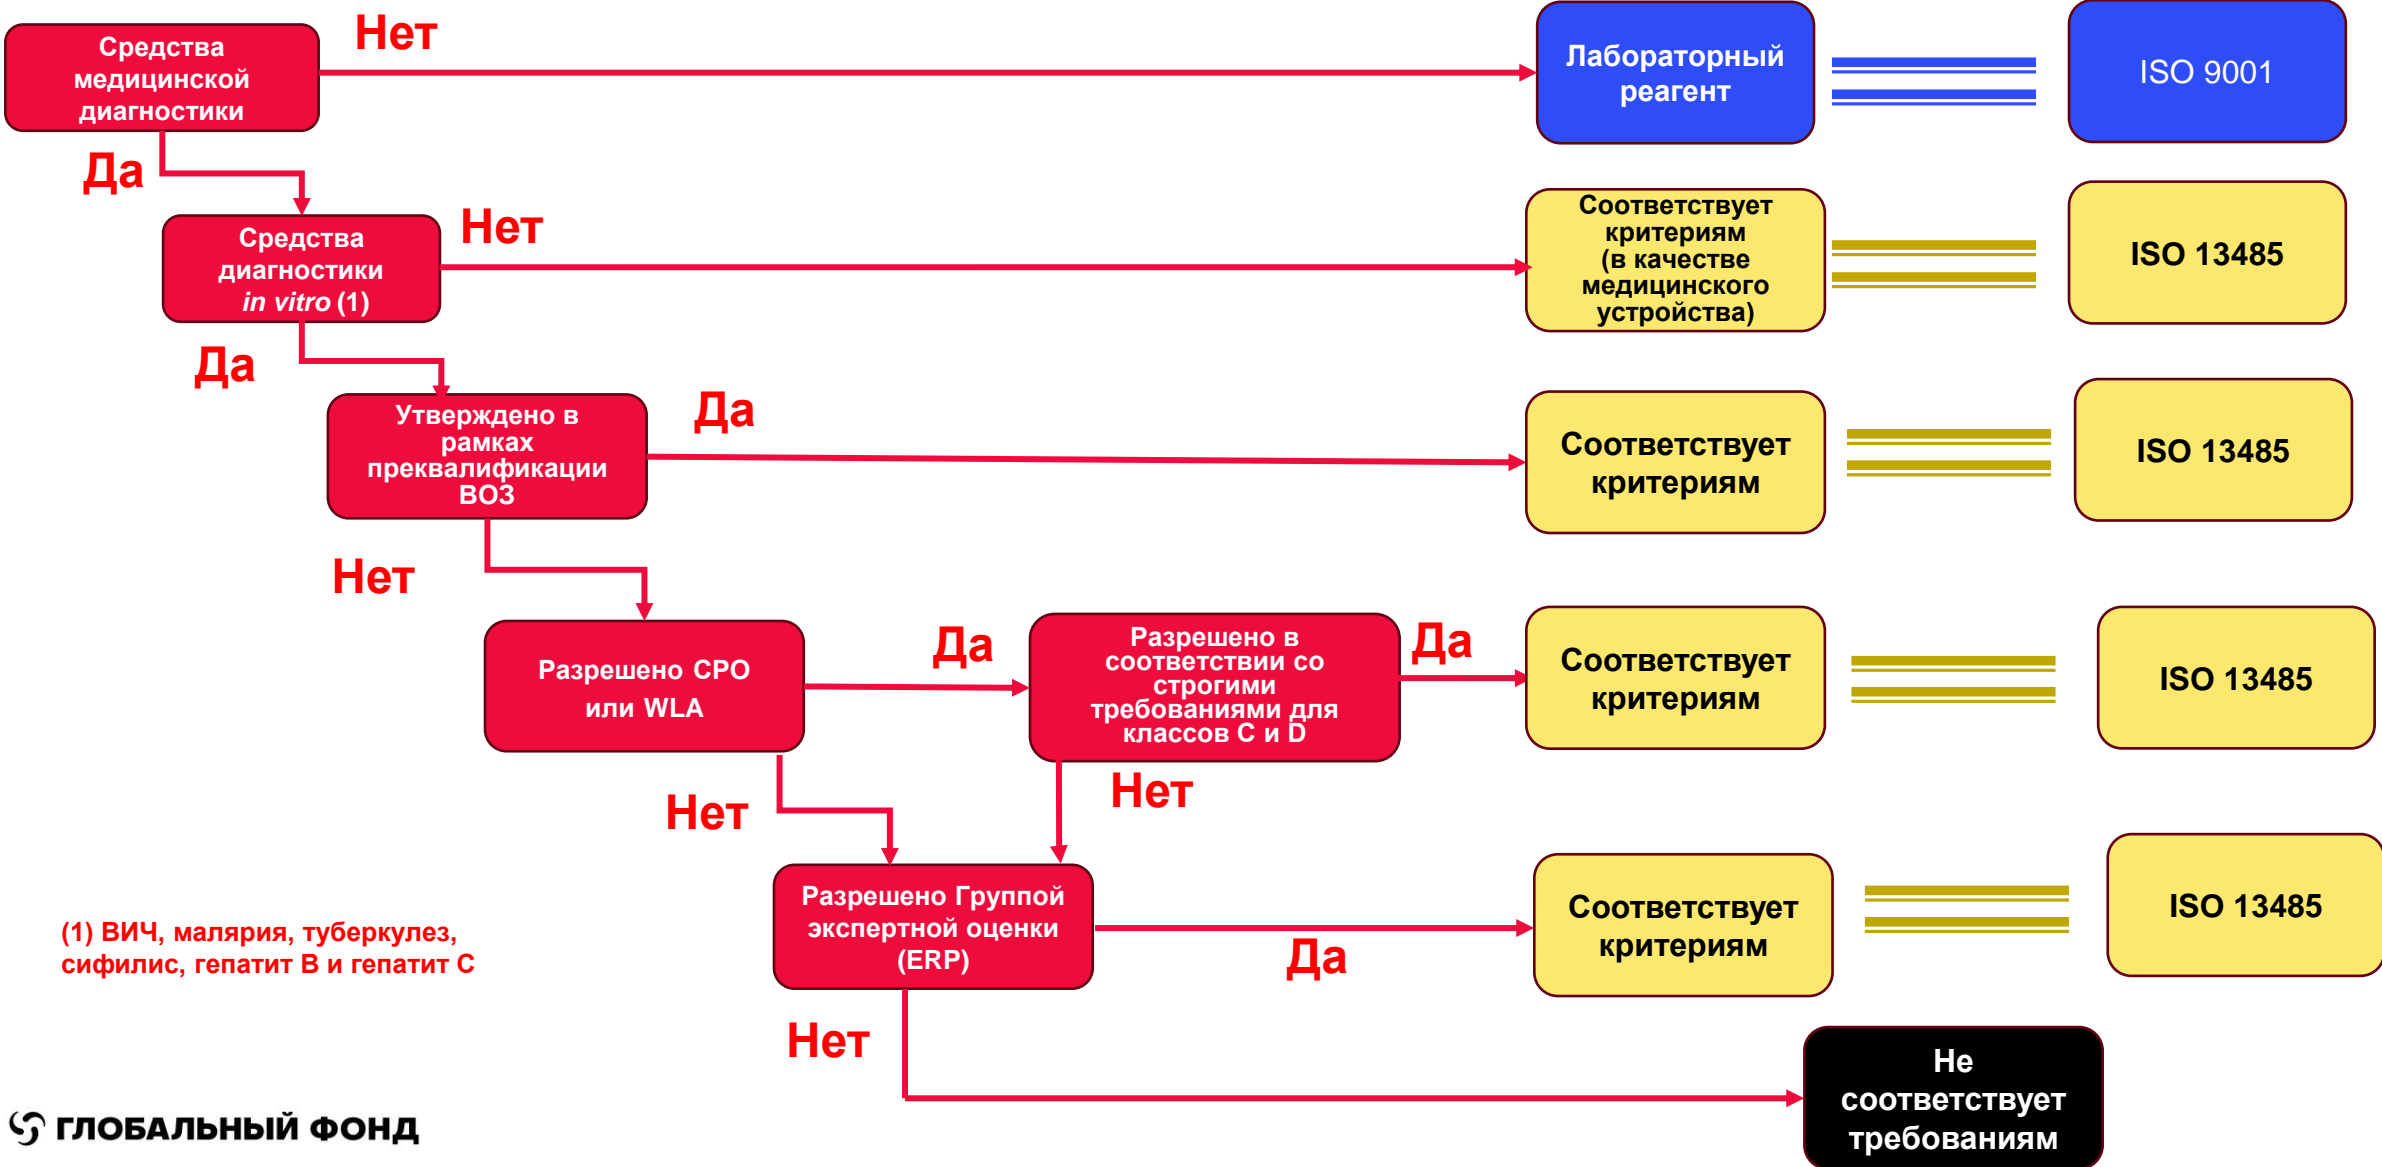 Средства
медицинской
диагностики
Нет
Лабораторный
реагент
ISO 9001
Да
Средства
диагностики
in vitro (1)
Нет
Соответствует
критериям
(в качестве
медицинского
устройства)
ISO 13485
Да
Утверждено в
рамках
преквалификации
ВОЗ
Да
Соответствует
критериям
ISO 13485
Нет
Разрешено СРО
или WLA
Да
Разрешено в
соответствии со
строгими
требованиями для
классов C и D
Да
Соответствует
критериям
ISO 13485
Нет
Нет
Разрешено Группой
экспертной оценки
(ERP)
Да
Соответствует
критериям
ISO 13485
(1) ВИЧ, малярия, туберкулез,
сифилис, гепатит B и гепатит C
Нет
Не
соответствует
требованиям
ГЛОБАЛЬНЫЙ ФОНД